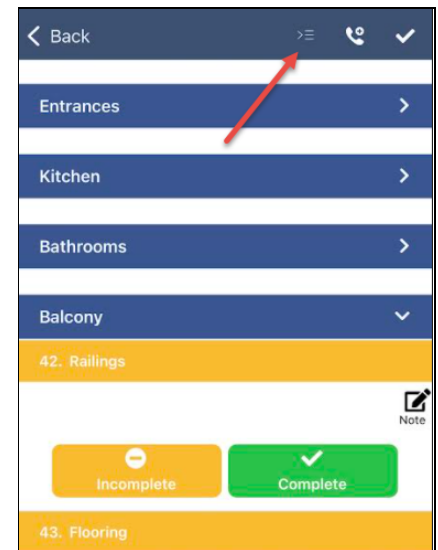 Back
Entrances
Kitchen
Bathrooms
Balcony
42. Railings
Note
Incomplete Complete
43. Flooring